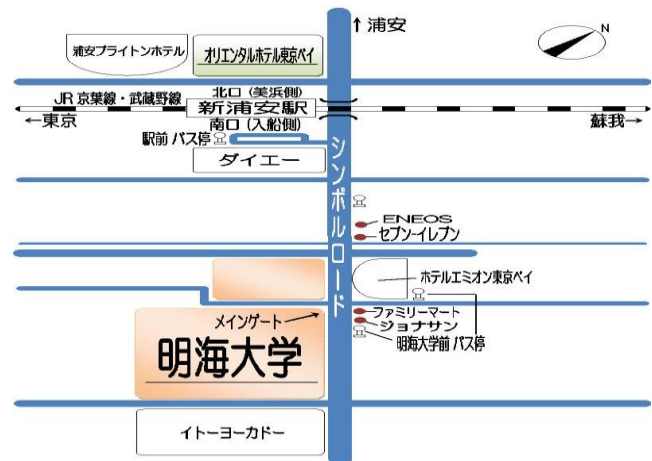 ↑浦安
N
浦安ブライトンホテル
オリエンタルホテル東京ベイ
JR 京葉線・武蔵野線
北口（美浜側）
新浦安駅
←東京
蘇我→
南口（入船側）
駅前 バス停
ダイエー
シンボルロード
ENEOS
セブン-イレブン
ホテルエミオン東京ベイ
メインゲート
ファミリーマート
ジョナサン
明海大学前 バス停
明海大学
イトーヨーカドー